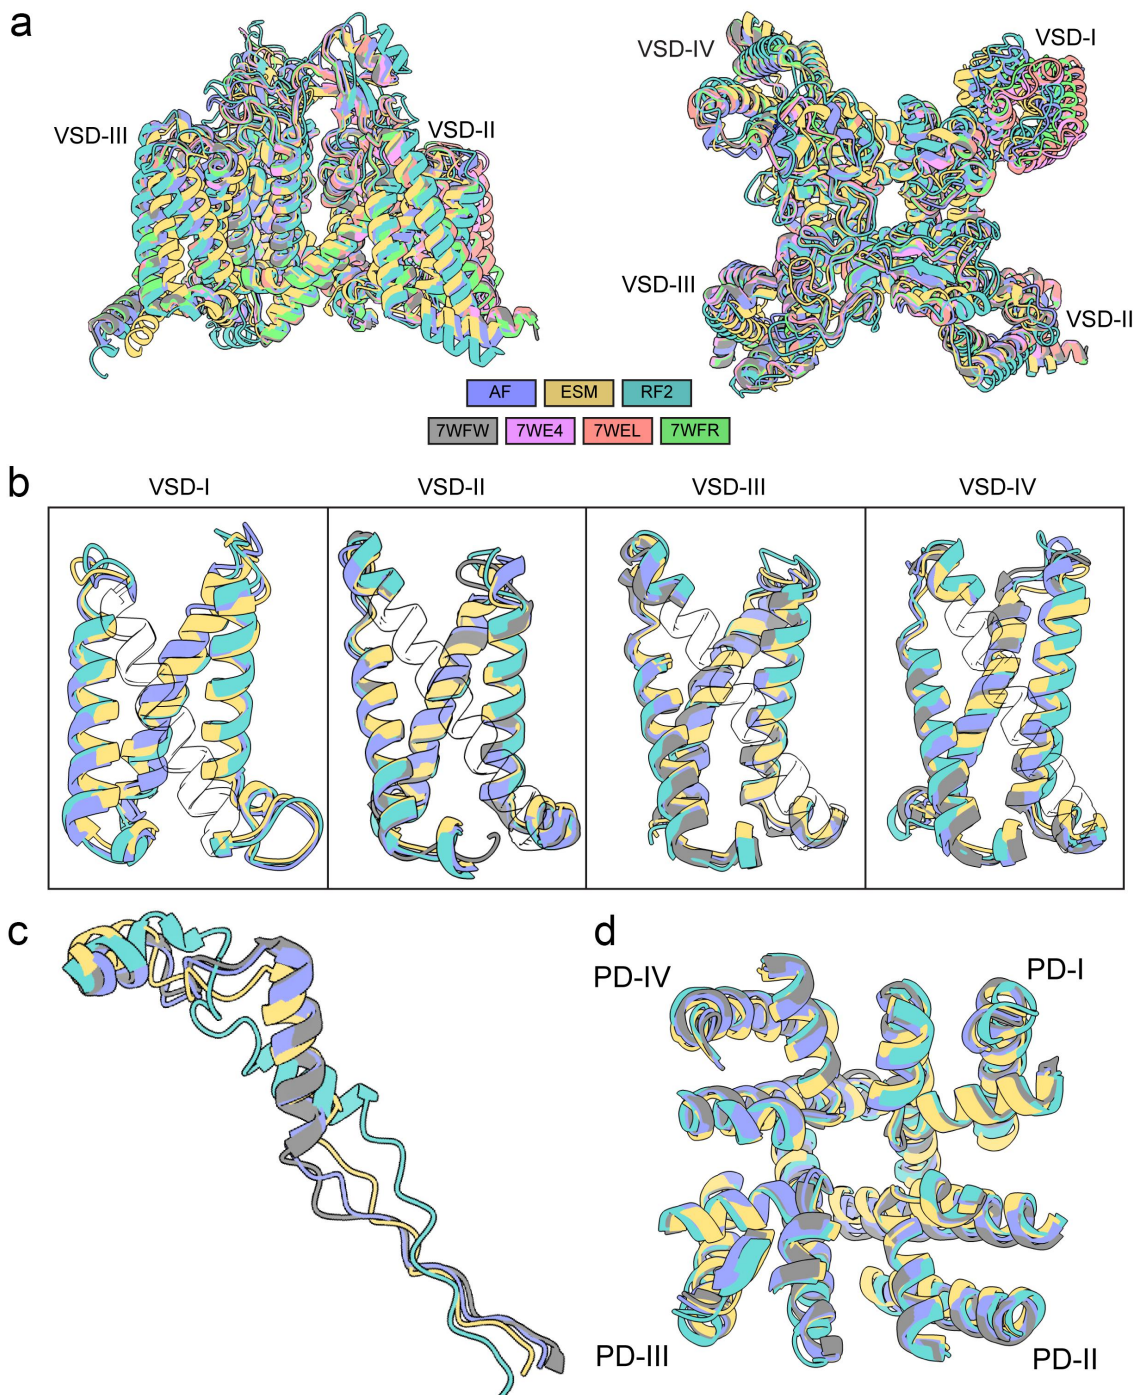 a
VSD-III
VSD-II
VSD-IV
VSD-I
VSD-III
VSD-II
AF ESM RF2
7WFW 7WE4 7WEL 7WFR
b
VSD-I VSD-II VSD-III VSD-IV
c
d
PD-IV
PD-I
PD-III
PD-II